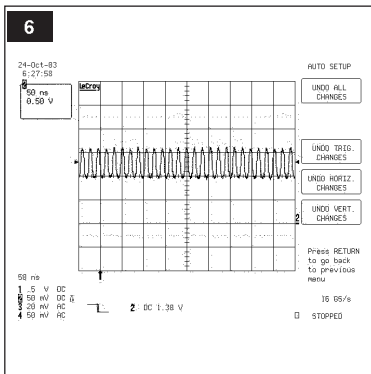 6
24-Oct-83
6:27:58
50 ns
0.50 V
LeCroy
AUTO SETUP
UNDO ALL
CHANGES
UNDO TRIG.
CHANGES
UNDO HORIZ.
CHANGES
UNDO VERT.
CHANGES
2
Press RETURN
to go back
to previous
menu
50 ns
1 .5 V DC
2 50 mV DC
3 20 mV AC
4 50 mV AC
2 DC 1.38 V
STOPPED